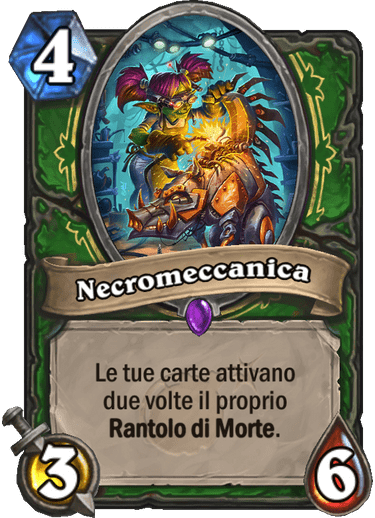 4
Necromeccanica
Le tue carte attivano
due volte il proprio
Rantolo di Morte.
3
6